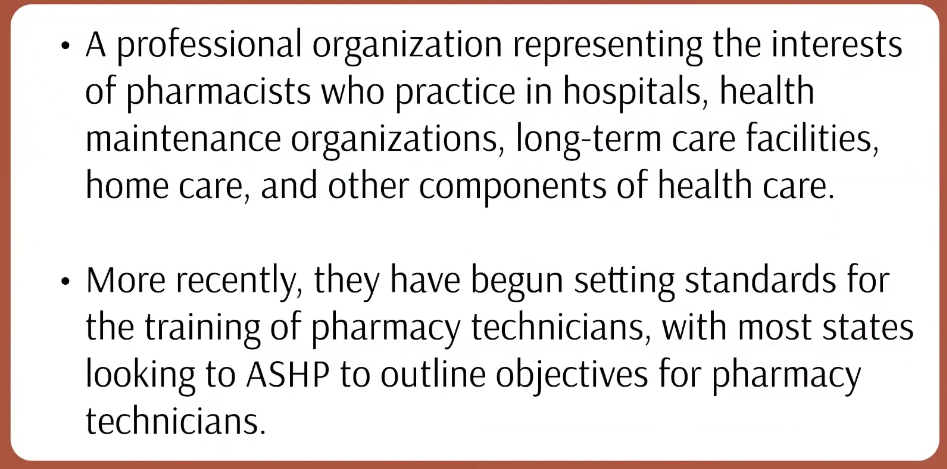 • A professional organization representing the interests
of pharmacists who practice in hospitals, health
maintenance organizations, long-term care facilities,
home care, and other components of health care.
• More recently, they have begun setting standards for
the training of pharmacy technicians, with most states
looking to ASHP to outline objectives for pharmacy
technicians.